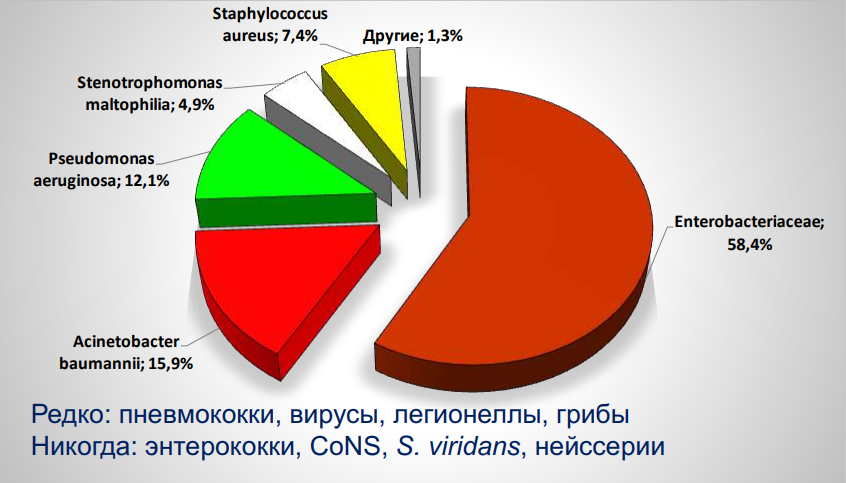 Staphylococcus
aureus; 7,4%
Другие; 1,3%
Stenotrophomonas
maltophilia; 4,9%
Pseudomonas
aeruginosa; 12,1%
Enterobacteriaceae;
58,4%
Acinetobacter
baumannii; 15,9%
Редко: пневмококки, вирусы, легионеллы, грибы
Никогда: энтерококки, CoNS, S. viridans, нейссерии